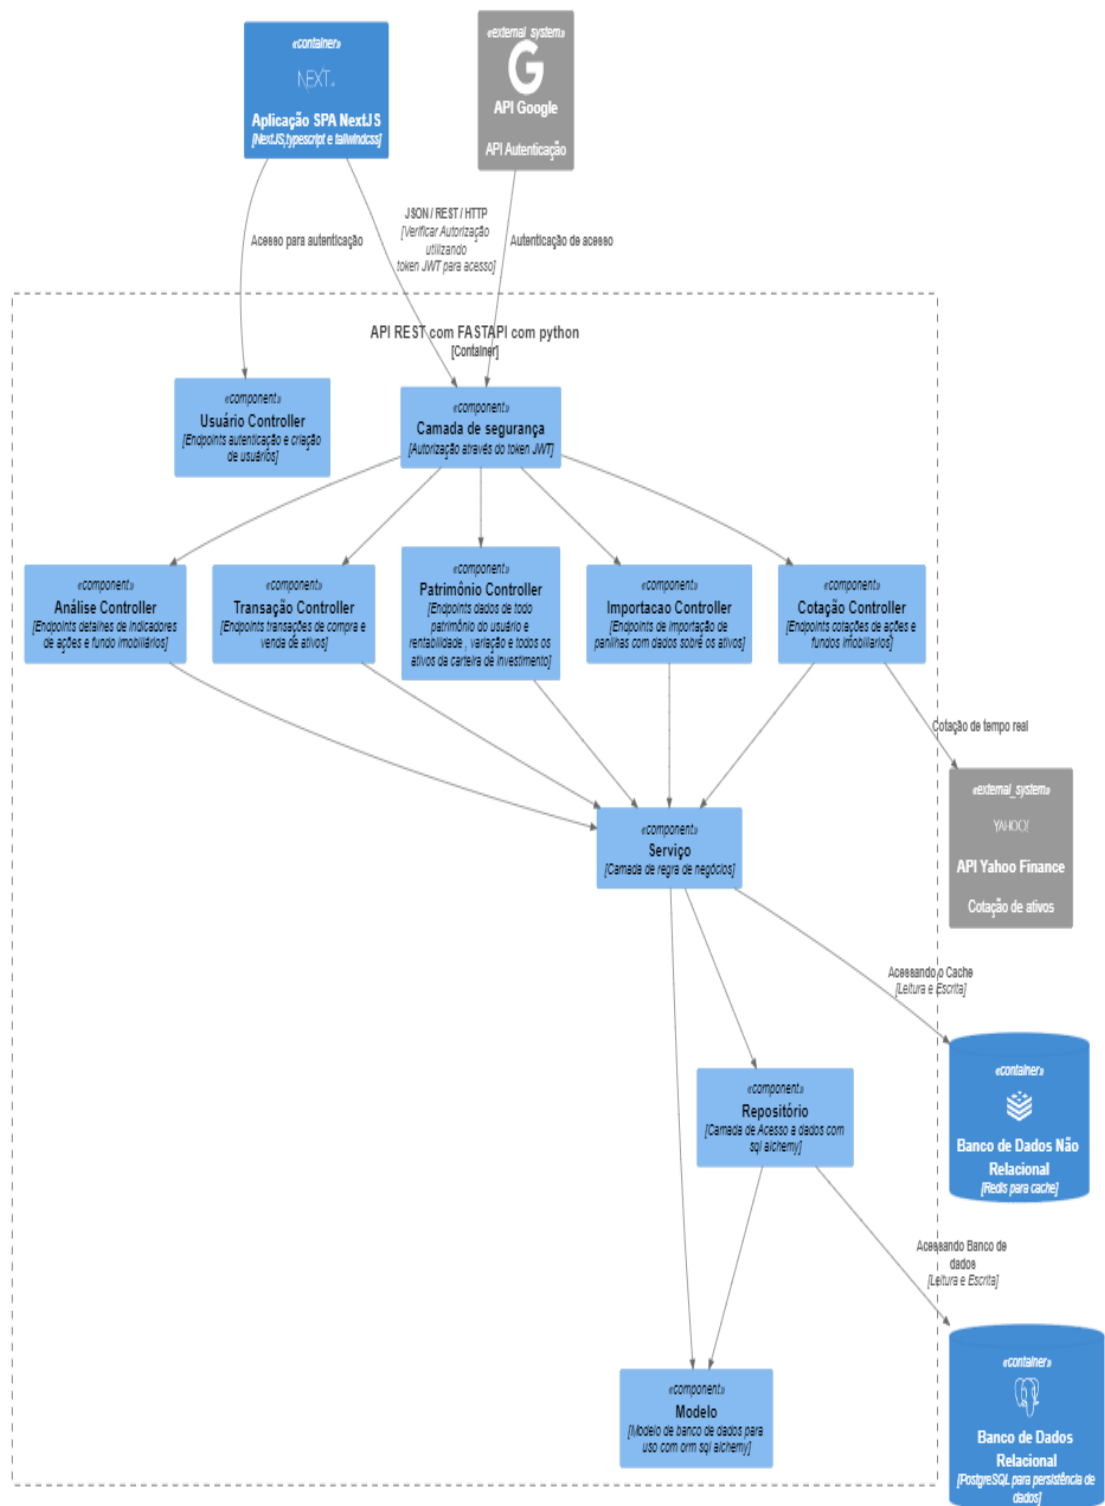 «container»
NEXT.JS
Aplicação SPA NextJS
[NextJS,typescript e tailwindcss]
«external_system»
G
API Google
API Autenticação
Acesso para autenticação
JSON / REST / HTTP
[Verificar Autorização
utilizando
token JWT para acesso]
Autenticação de acesso
API REST com FASTAPI com python
[Container]
«component»
Usuário Controller
[Endpoints autenticação e criação
de usuários]
«component»
Camada de segurança
[Autorização através do token JWT]
«component»
Análise Controller
[Endpoints detalhes de indicadores
de ações e fundo imobiliários]
«component»
Transação Controller
[Endpoints transações de compra e
venda de ativos]
«component»
Patrimônio Controller
[Endpoints dados de todo
patrimônio do usuário e
rentabilidade , variação e todos os
ativos da carteira de investimento]
«component»
Importacao Controller
[Endpoints de importação de
panilhas com dados sobre os ativos]
«component»
Cotação Controller
[Endpoints cotações de ações e
fundos imobiliarios]
Cotação de tempo real
«external_system»
YAHOO!
API Yahoo Finance
Cotação de ativos
«component»
Serviço
[Camada de regra de negócios]
Acessando o Cache
[Leitura e Escrita]
«container»
Banco de Dados Não
Relacional
[Redis para cache]
«component»
Repositório
[Camada de Acesso a dados com
sql alchemy]
Acessando Banco de
dados
[Leitura e Escrita]
«component»
Modelo
[Modelo de banco de dados para
uso com orm sql alchemy]
«container»
Banco de Dados
Relacional
[PostgreSQL para persistência de
dados]